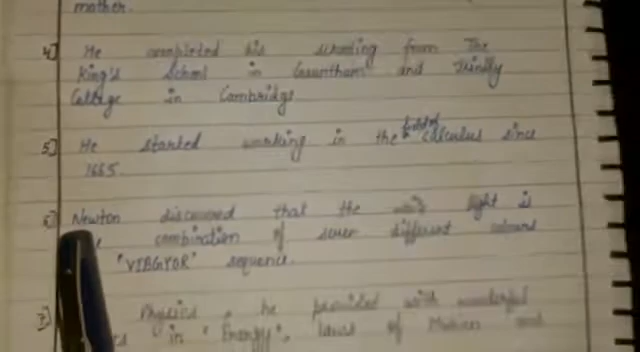 mother.
4] He completed his schooling from The
King's School in Grantham and Trinity
College in Cambridge
5] He started working in the field of Calculus since
1665
6] Newton discovered that the light is
combination of seven different colours
'VIBGYOR' sequence.
7] Physics, he provided with wonderful
in 'Energy', laws of Motion and